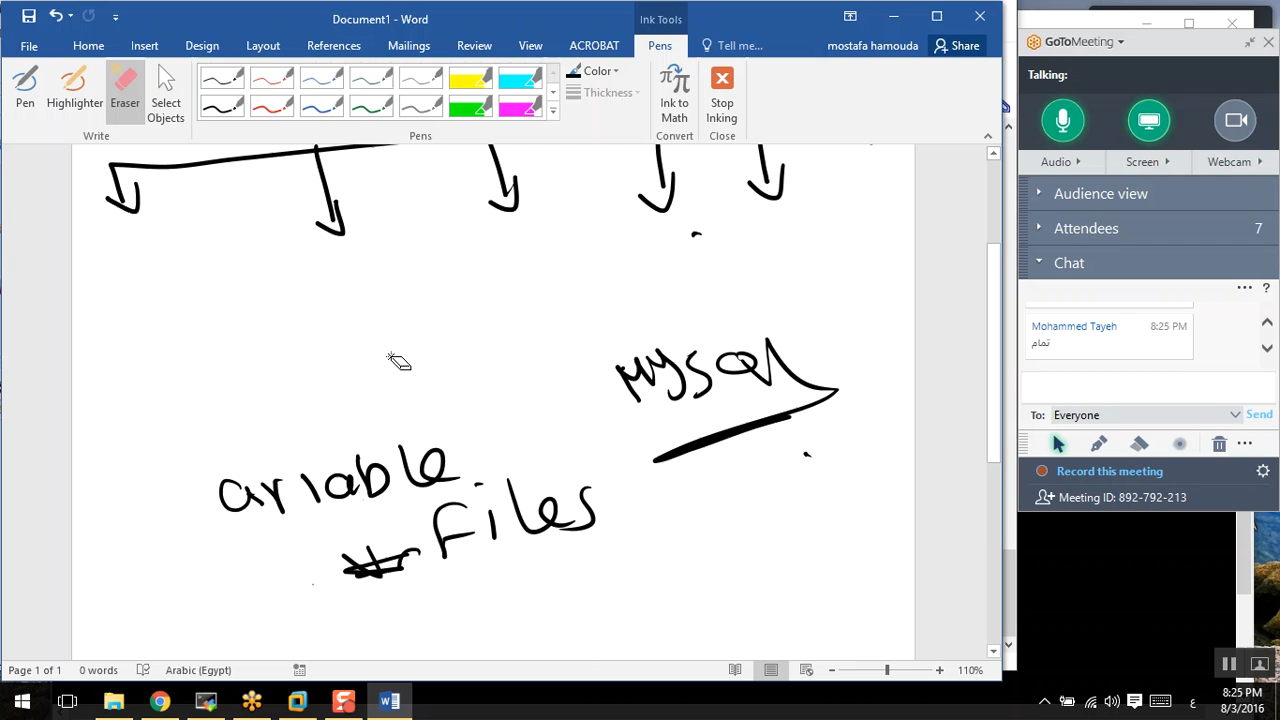 Document1 - Word
Ink Tools
File Home Insert Design Layout References Mailings Review View ACROBAT Pens Tell me... mostafa hamouda Share
Pen Highlighter Eraser Select Objects
Color
Thickness
Ink to Math
Stop Inking
Write Pens Convert Close
Mysql
ariable
Files
Page 1 of 1 0 words Arabic (Egypt) 110%
GoToMeeting
Talking:
Audio Screen Webcam
Audience view
Attendees 7
Chat
Mohammed Tayeh 8:25 PM
تمام
To: Everyone Send
Record this meeting
Meeting ID: 892-792-213
ع
8:25 PM
8/3/2016